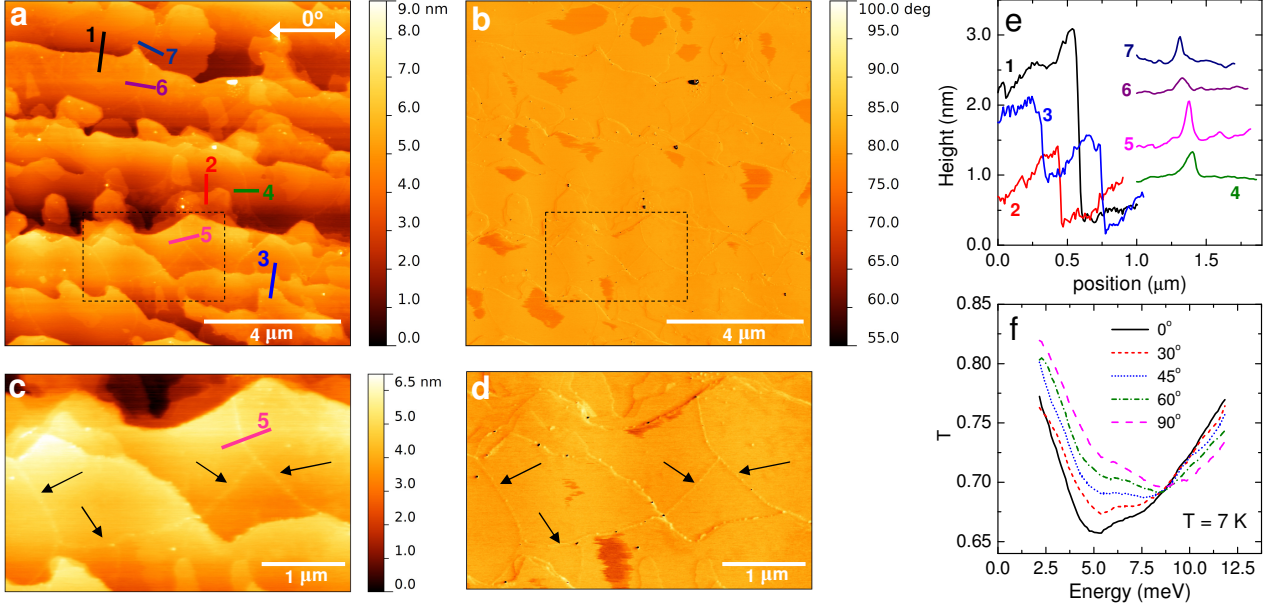 a
0°
1
7
6
2
4
5
3
4 µm
9.0 nm
8.0
7.0
6.0
5.0
4.0
3.0
2.0
1.0
0.0
b
4 µm
100.0 deg
95.0
90.0
85.0
80.0
75.0
70.0
65.0
60.0
55.0
c
5
1 µm
6.5 nm
5.0
4.0
3.0
2.0
1.0
0.0
d
1 µm
e
Height (nm)
3.0
2.0
1.0
0.0
1
3
2
7
6
5
4
0.0 0.5 1.0 1.5
position (µm)
f
T
0.85
0.80
0.75
0.70
0.65
0°
30°
45°
60°
90°
T = 7 K
0.0 2.5 5.0 7.5 10.0 12.5
Energy (meV)